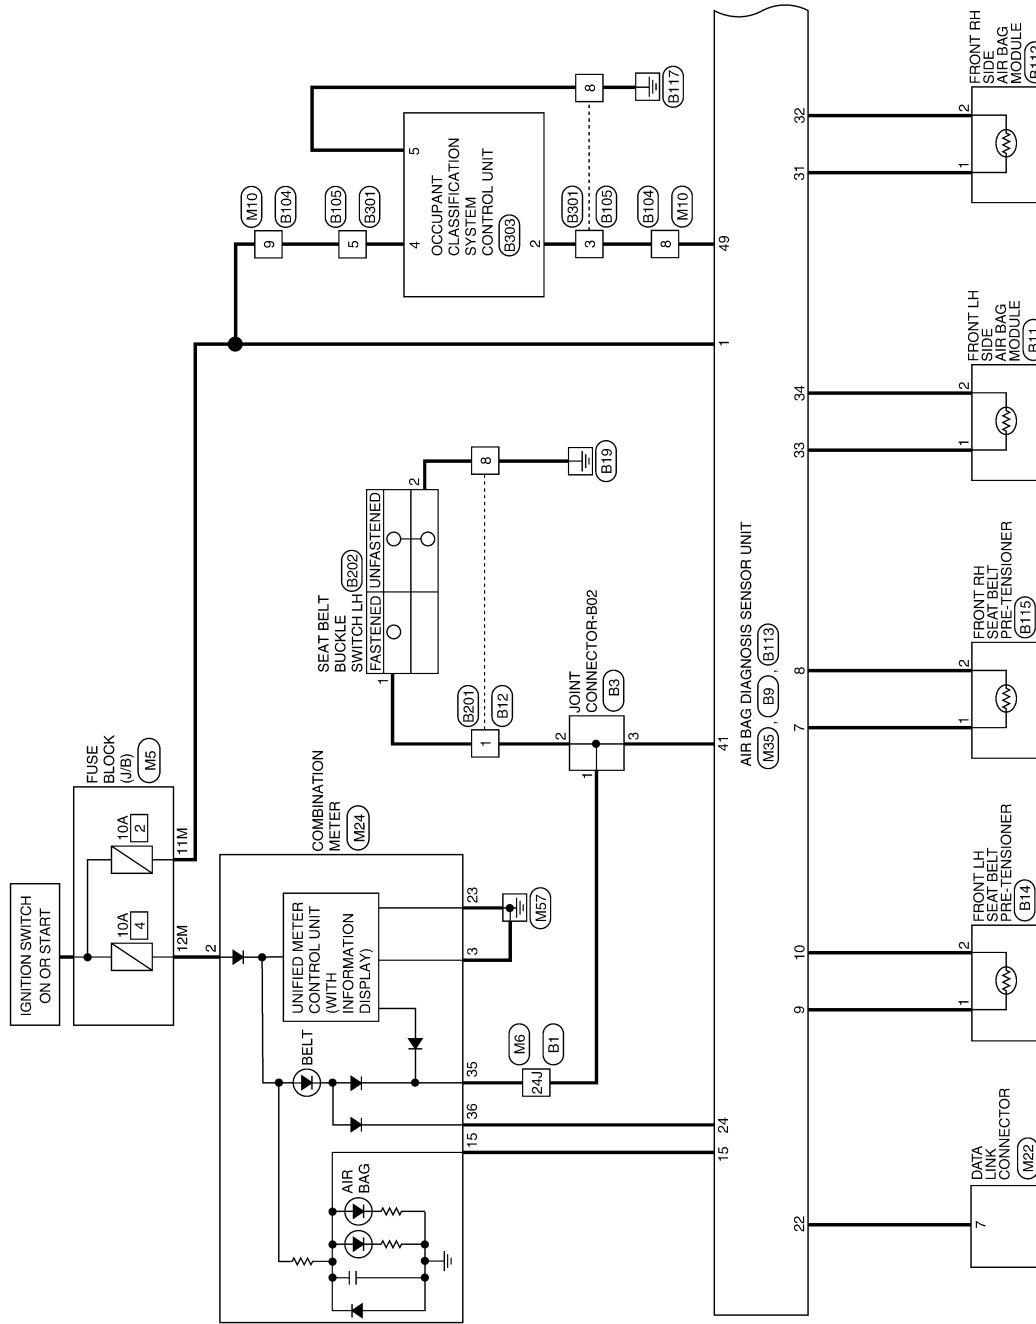 IGNITION SWITCH
ON OR START
FUSE
BLOCK
(J/B)
M5
10A
4
10A
2
12M
11M
2
COMBINATION
METER
M24
UNIFIED METER
CONTROL UNIT
(WITH
INFORMATION
DISPLAY)
BELT
AIR
BAG
15
36
35
3
23
M57
M6
24J
B1
SEAT BELT
BUCKLE
SWITCH LH
B202
FASTENED
UNFASTENED
1
2
B201
1
B12
8
B19
JOINT
CONNECTOR-B02
B3
2
1
3
M10
9
B104
B105
5
B301
4
5
OCCUPANT
CLASSIFICATION
SYSTEM
CONTROL UNIT
B303
2
B301
3
B105
8
B117
B104
8
M10
15
24
41
1
49
AIR BAG DIAGNOSIS SENSOR UNIT
M35 , B9 , B113
22
9
10
7
8
33
34
31
32
7
DATA
LINK
CONNECTOR
M22
1
2
FRONT LH
SEAT BELT
PRE-TENSIONER
B14
1
2
FRONT RH
SEAT BELT
PRE-TENSIONER
B115
1
2
FRONT LH
SIDE
AIR BAG
MODULE
1
2
FRONT RH
SIDE
AIR BAG
MODULE